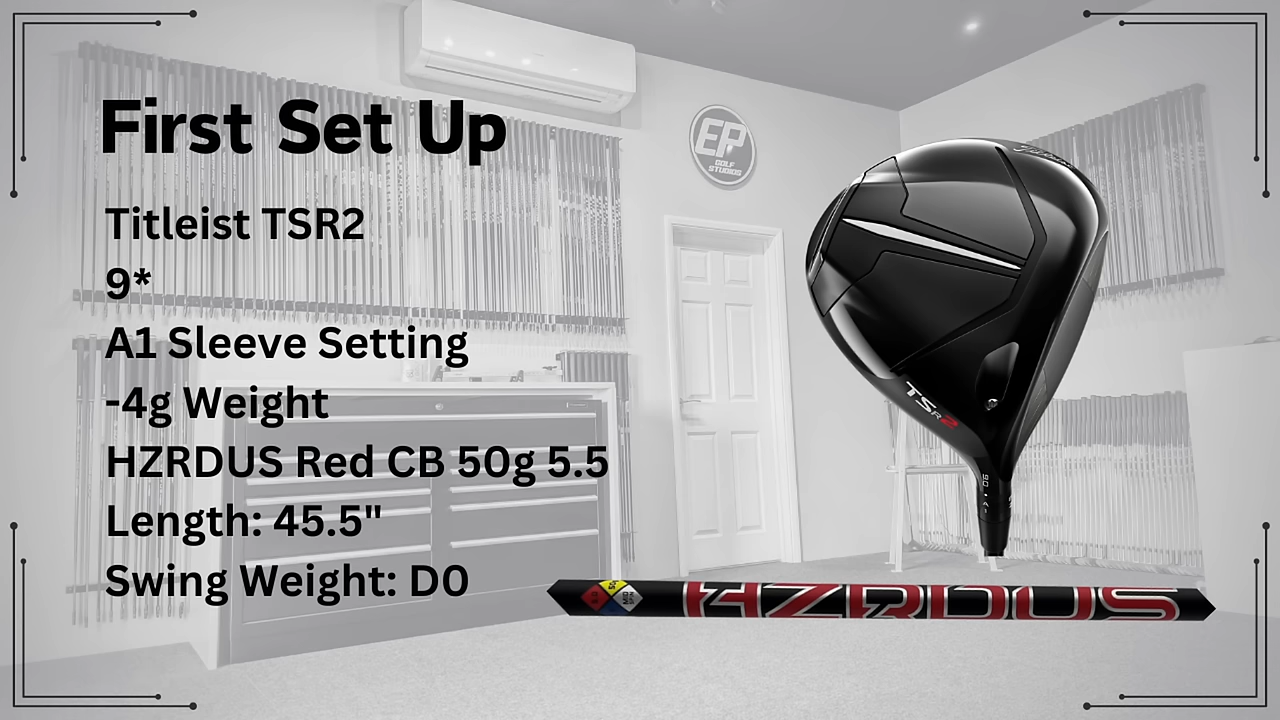 First Set Up
EP
GOLF
STUDIOS
Titleist TSR2
9*
A1 Sleeve Setting
-4g Weight
HZRDUS Red CB 50g 5.5
Length: 45.5"
Swing Weight: D0
TSR2
HZRDUS